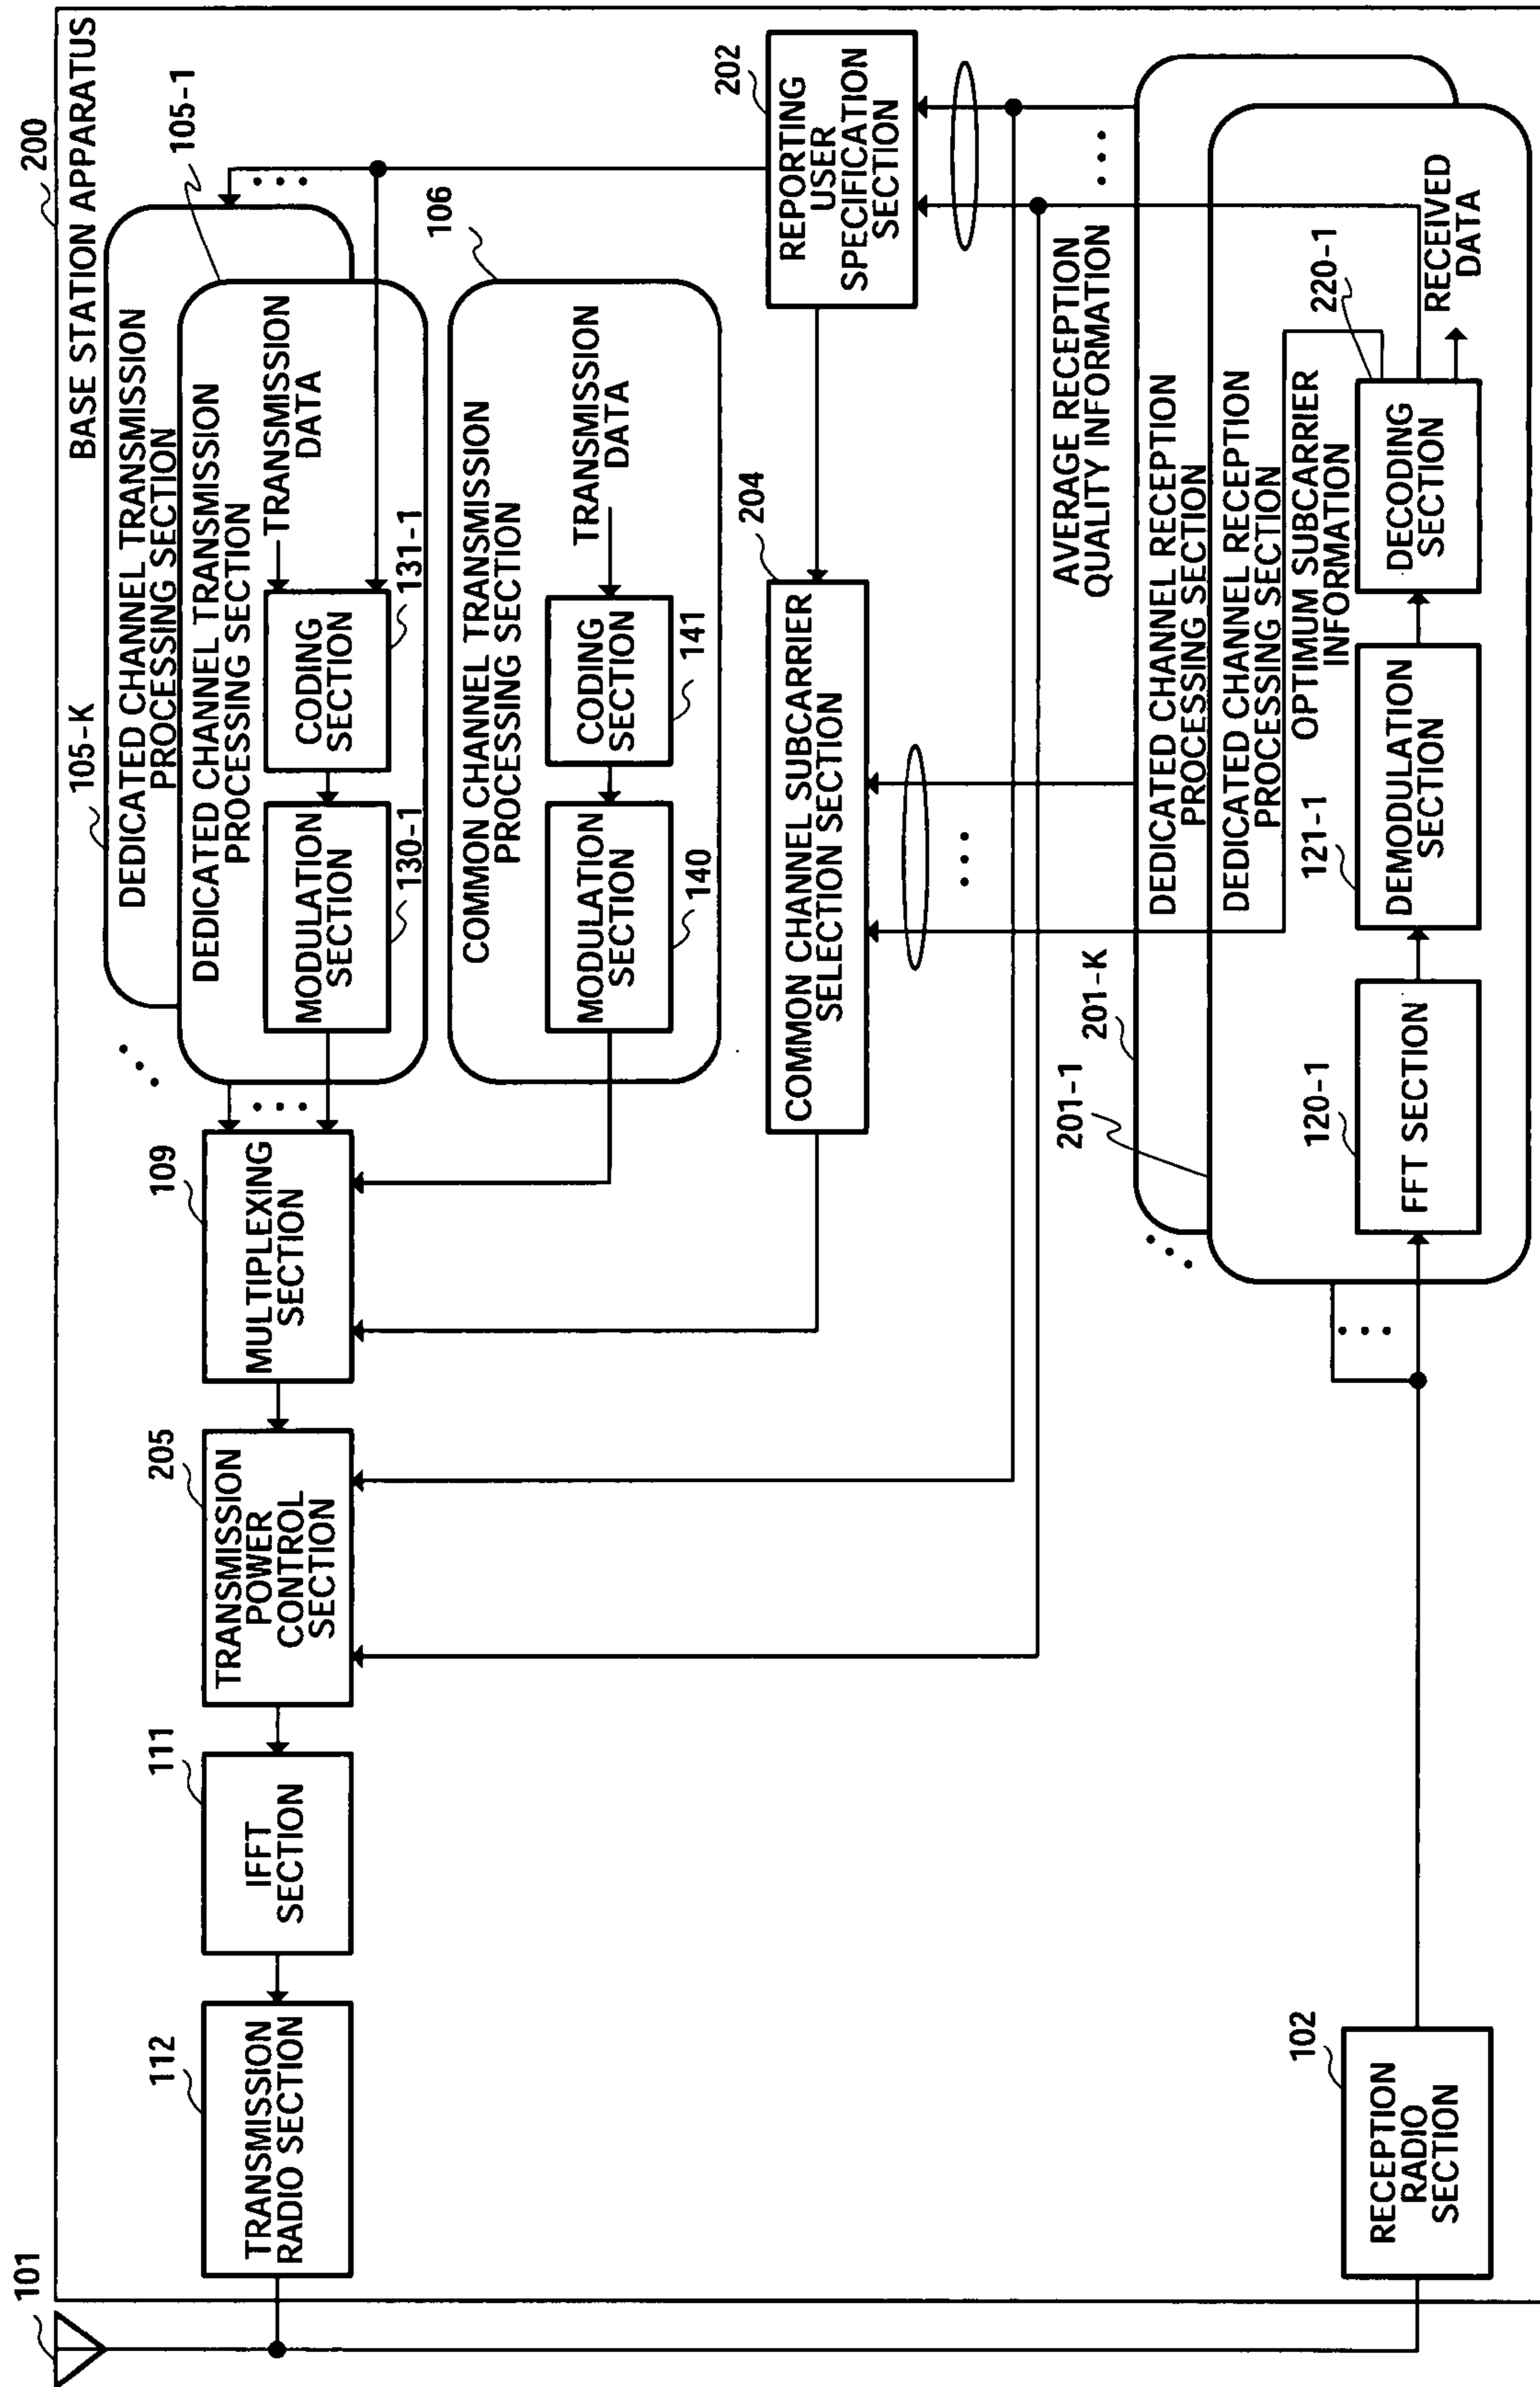 BASE STATION APPARATUS
200
101
112
TRANSMISSION
RADIO SECTION
111
IFFT
SECTION
205
TRANSMISSION
POWER
CONTROL
SECTION
109
MULTIPLEXING
SECTION
105-K
DEDICATED CHANNEL TRANSMISSION
PROCESSING SECTION
105-1
DEDICATED CHANNEL TRANSMISSION
PROCESSING SECTION
MODULATION
SECTION
130-1
CODING
SECTION
131-1
TRANSMISSION
DATA
106
COMMON CHANNEL TRANSMISSION
PROCESSING SECTION
MODULATION
SECTION
140
CODING
SECTION
141
TRANSMISSION
DATA
204
COMMON CHANNEL SUBCARRIER
SELECTION SECTION
202
REPORTING
USER
SPECIFICATION
SECTION
AVERAGE RECEPTION
QUALITY INFORMATION
201-K
DEDICATED CHANNEL RECEPTION
PROCESSING SECTION
201-1
DEDICATED CHANNEL RECEPTION
PROCESSING SECTION
OPTIMUM SUBCARRIER
INFORMATION
102
RECEPTION
RADIO
SECTION
120-1
FFT SECTION
121-1
DEMODULATION
SECTION
220-1
DECODING
SECTION
RECEIVED
DATA